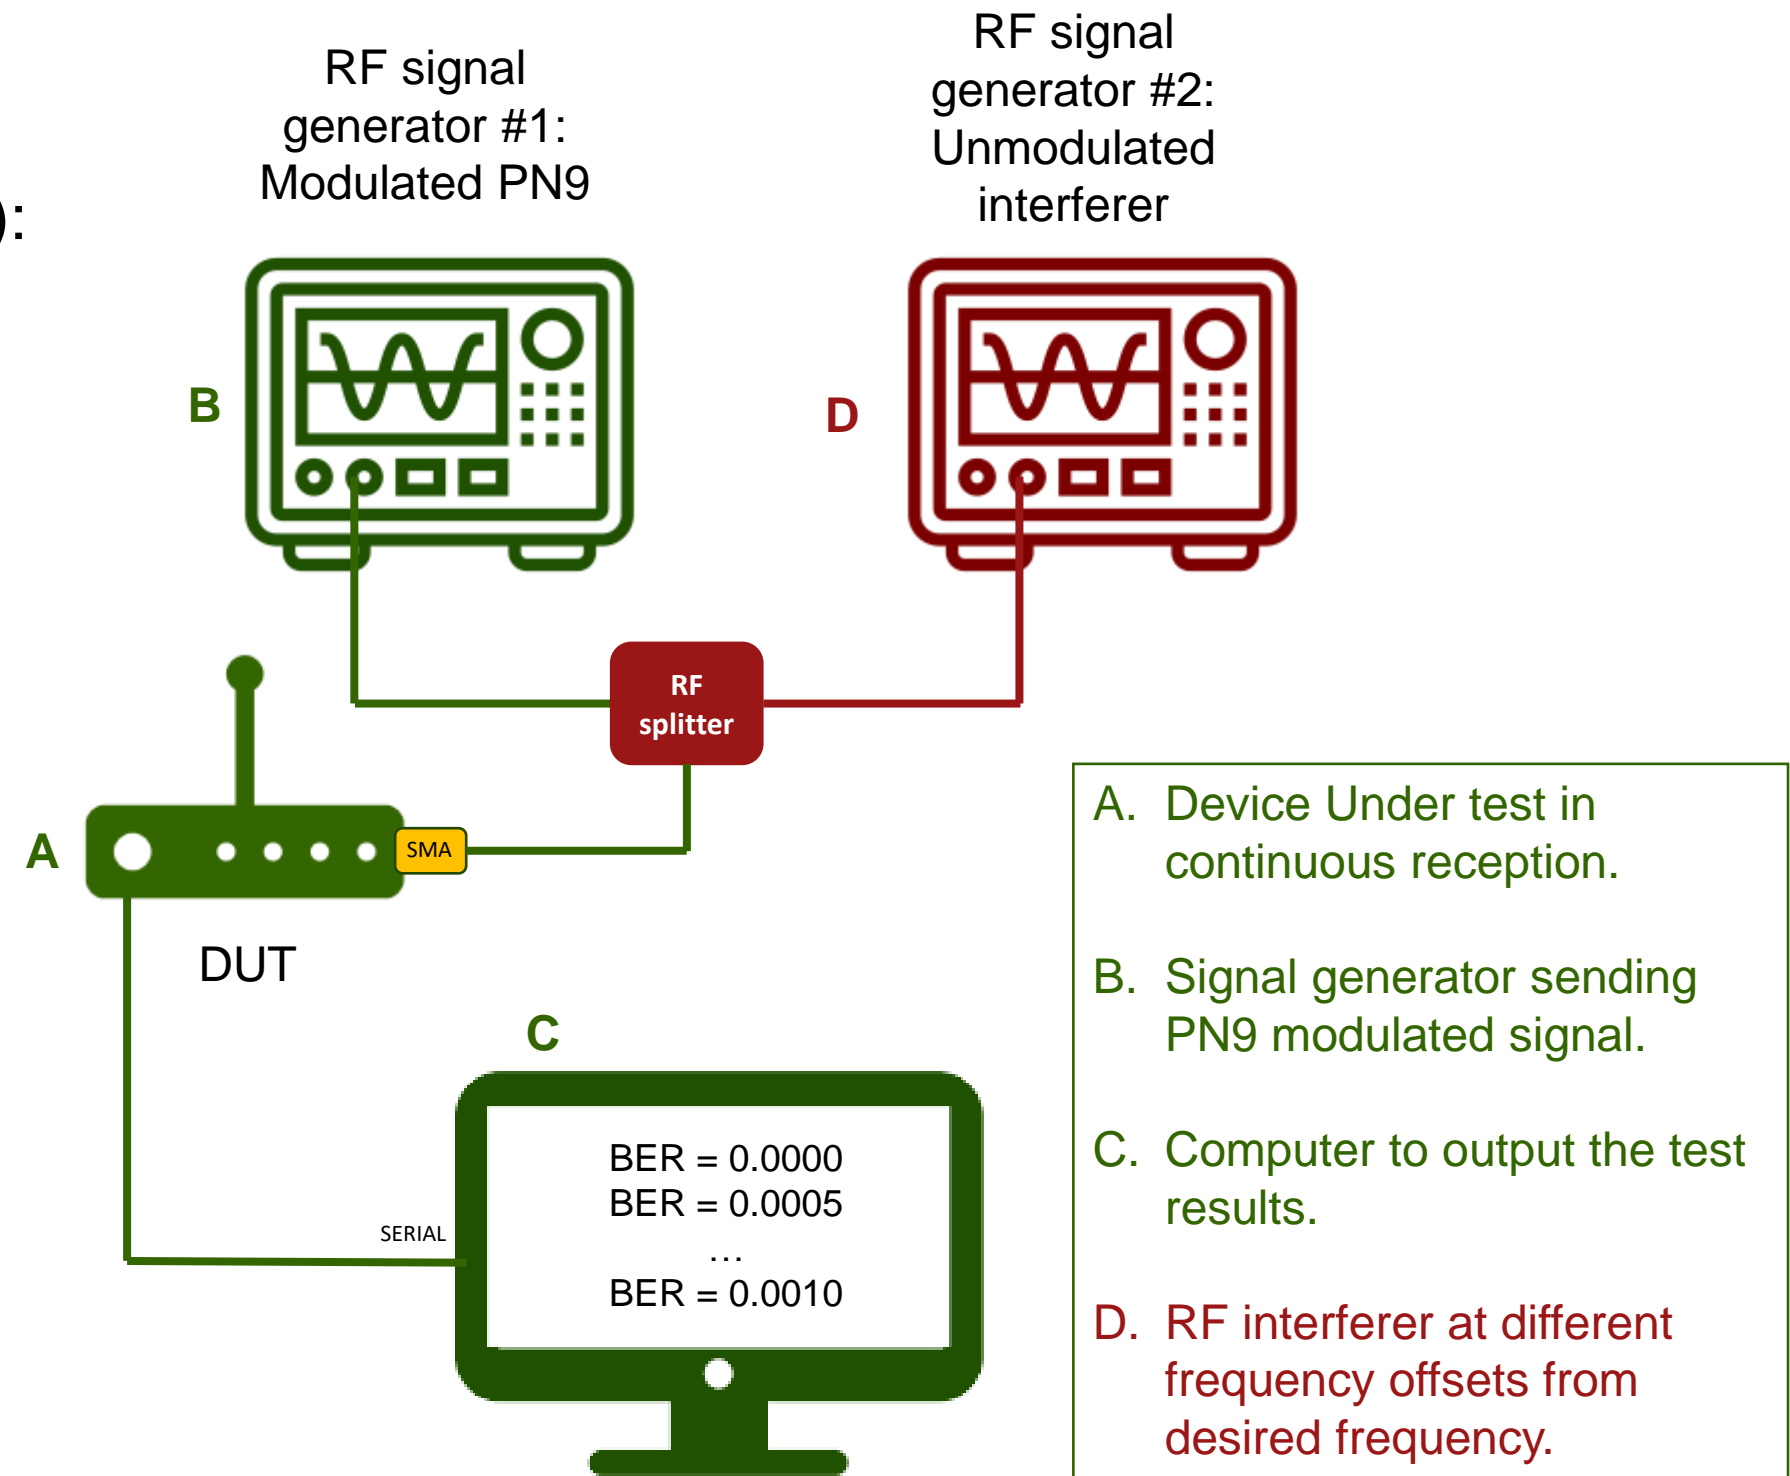 RF signal
generator #1:
Modulated PN9
RF signal
generator #2:
Unmodulated
interferer
):
B
D
RF
splitter
A
SMA
DUT
C
BER = 0.0000
BER = 0.0005
...
BER = 0.0010
SERIAL
A. Device Under test in
continuous reception.
B. Signal generator sending
PN9 modulated signal.
C. Computer to output the test
results.
D. RF interferer at different
frequency offsets from
desired frequency.